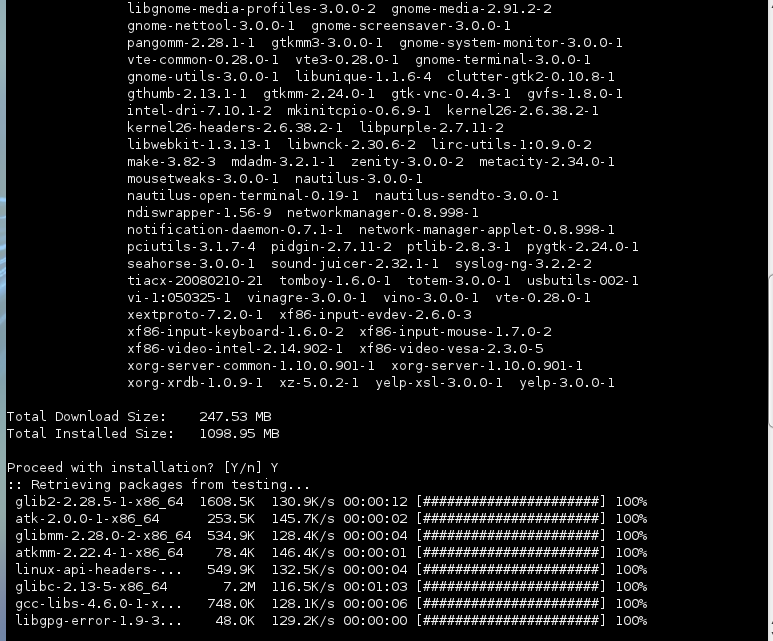 libgnome-media-profiles-3.0.0-2 gnome-media-2.91.2-2
gnome-nettool-3.0.0-1 gnome-screensaver-3.0.0-1
pangomm-2.28.1-1 gtkmm3-3.0.0-1 gnome-system-monitor-3.0.0-1
vte-common-0.28.0-1 vte3-0.28.0-1 gnome-terminal-3.0.0-1
gnome-utils-3.0.0-1 libunique-1.1.6-4 clutter-gtk2-0.10.8-1
gthumb-2.13.1-1 gtkmm-2.24.0-1 gtk-vnc-0.4.3-1 gvfs-1.8.0-1
intel-dri-7.10.1-2 mkinitcpio-0.6.9-1 kernel26-2.6.38.2-1
kernel26-headers-2.6.38.2-1 libpurple-2.7.11-2
libwebkit-1.3.13-1 libwnck-2.30.6-2 lirc-utils-1:0.9.0-2
make-3.82-3 mdadm-3.2.1-1 zenity-3.0.0-2 metacity-2.34.0-1
mousetweaks-3.0.0-1 nautilus-3.0.0-1
nautilus-open-terminal-0.19-1 nautilus-sendto-3.0.0-1
ndiswrapper-1.56-9 networkmanager-0.8.998-1
notification-daemon-0.7.1-1 network-manager-applet-0.8.998-1
pciutils-3.1.7-4 pidgin-2.7.11-2 ptlib-2.8.3-1 pygtk-2.24.0-1
seahorse-3.0.0-1 sound-juicer-2.32.1-1 syslog-ng-3.2.2-2
tiacx-20080210-21 tomboy-1.6.0-1 totem-3.0.0-1 usbutils-002-1
vi-1:050325-1 vinagre-3.0.0-1 vino-3.0.0-1 vte-0.28.0-1
xextproto-7.2.0-1 xf86-input-evdev-2.6.0-3
xf86-input-keyboard-1.6.0-2 xf86-input-mouse-1.7.0-2
xf86-video-intel-2.14.902-1 xf86-video-vesa-2.3.0-5
xorg-server-common-1.10.0.901-1 xorg-server-1.10.0.901-1
xorg-xrdb-1.0.9-1 xz-5.0.2-1 yelp-xsl-3.0.0-1 yelp-3.0.0-1
Total Download Size: 247.53 MB
Total Installed Size: 1098.95 MB
Proceed with installation? [Y/n] Y
:: Retrieving packages from testing...
glib2-2.28.5-1-x86_64 1608.5K 130.9K/s 00:00:12 [######################] 100%
atk-2.0.0-1-x86_64 253.5K 145.7K/s 00:00:02 [######################] 100%
glibmm-2.28.0-2-x86_64 534.9K 128.4K/s 00:00:04 [######################] 100%
atkmm-2.22.4-1-x86_64 78.4K 146.4K/s 00:00:01 [######################] 100%
linux-api-headers-... 549.9K 132.5K/s 00:00:04 [######################] 100%
glibc-2.13-5-x86_64 7.2M 116.5K/s 00:01:03 [######################] 100%
gcc-libs-4.6.0-1-x... 748.0K 128.1K/s 00:00:06 [######################] 100%
libgpg-error-1.9-3... 48.0K 129.2K/s 00:00:00 [######################] 100%